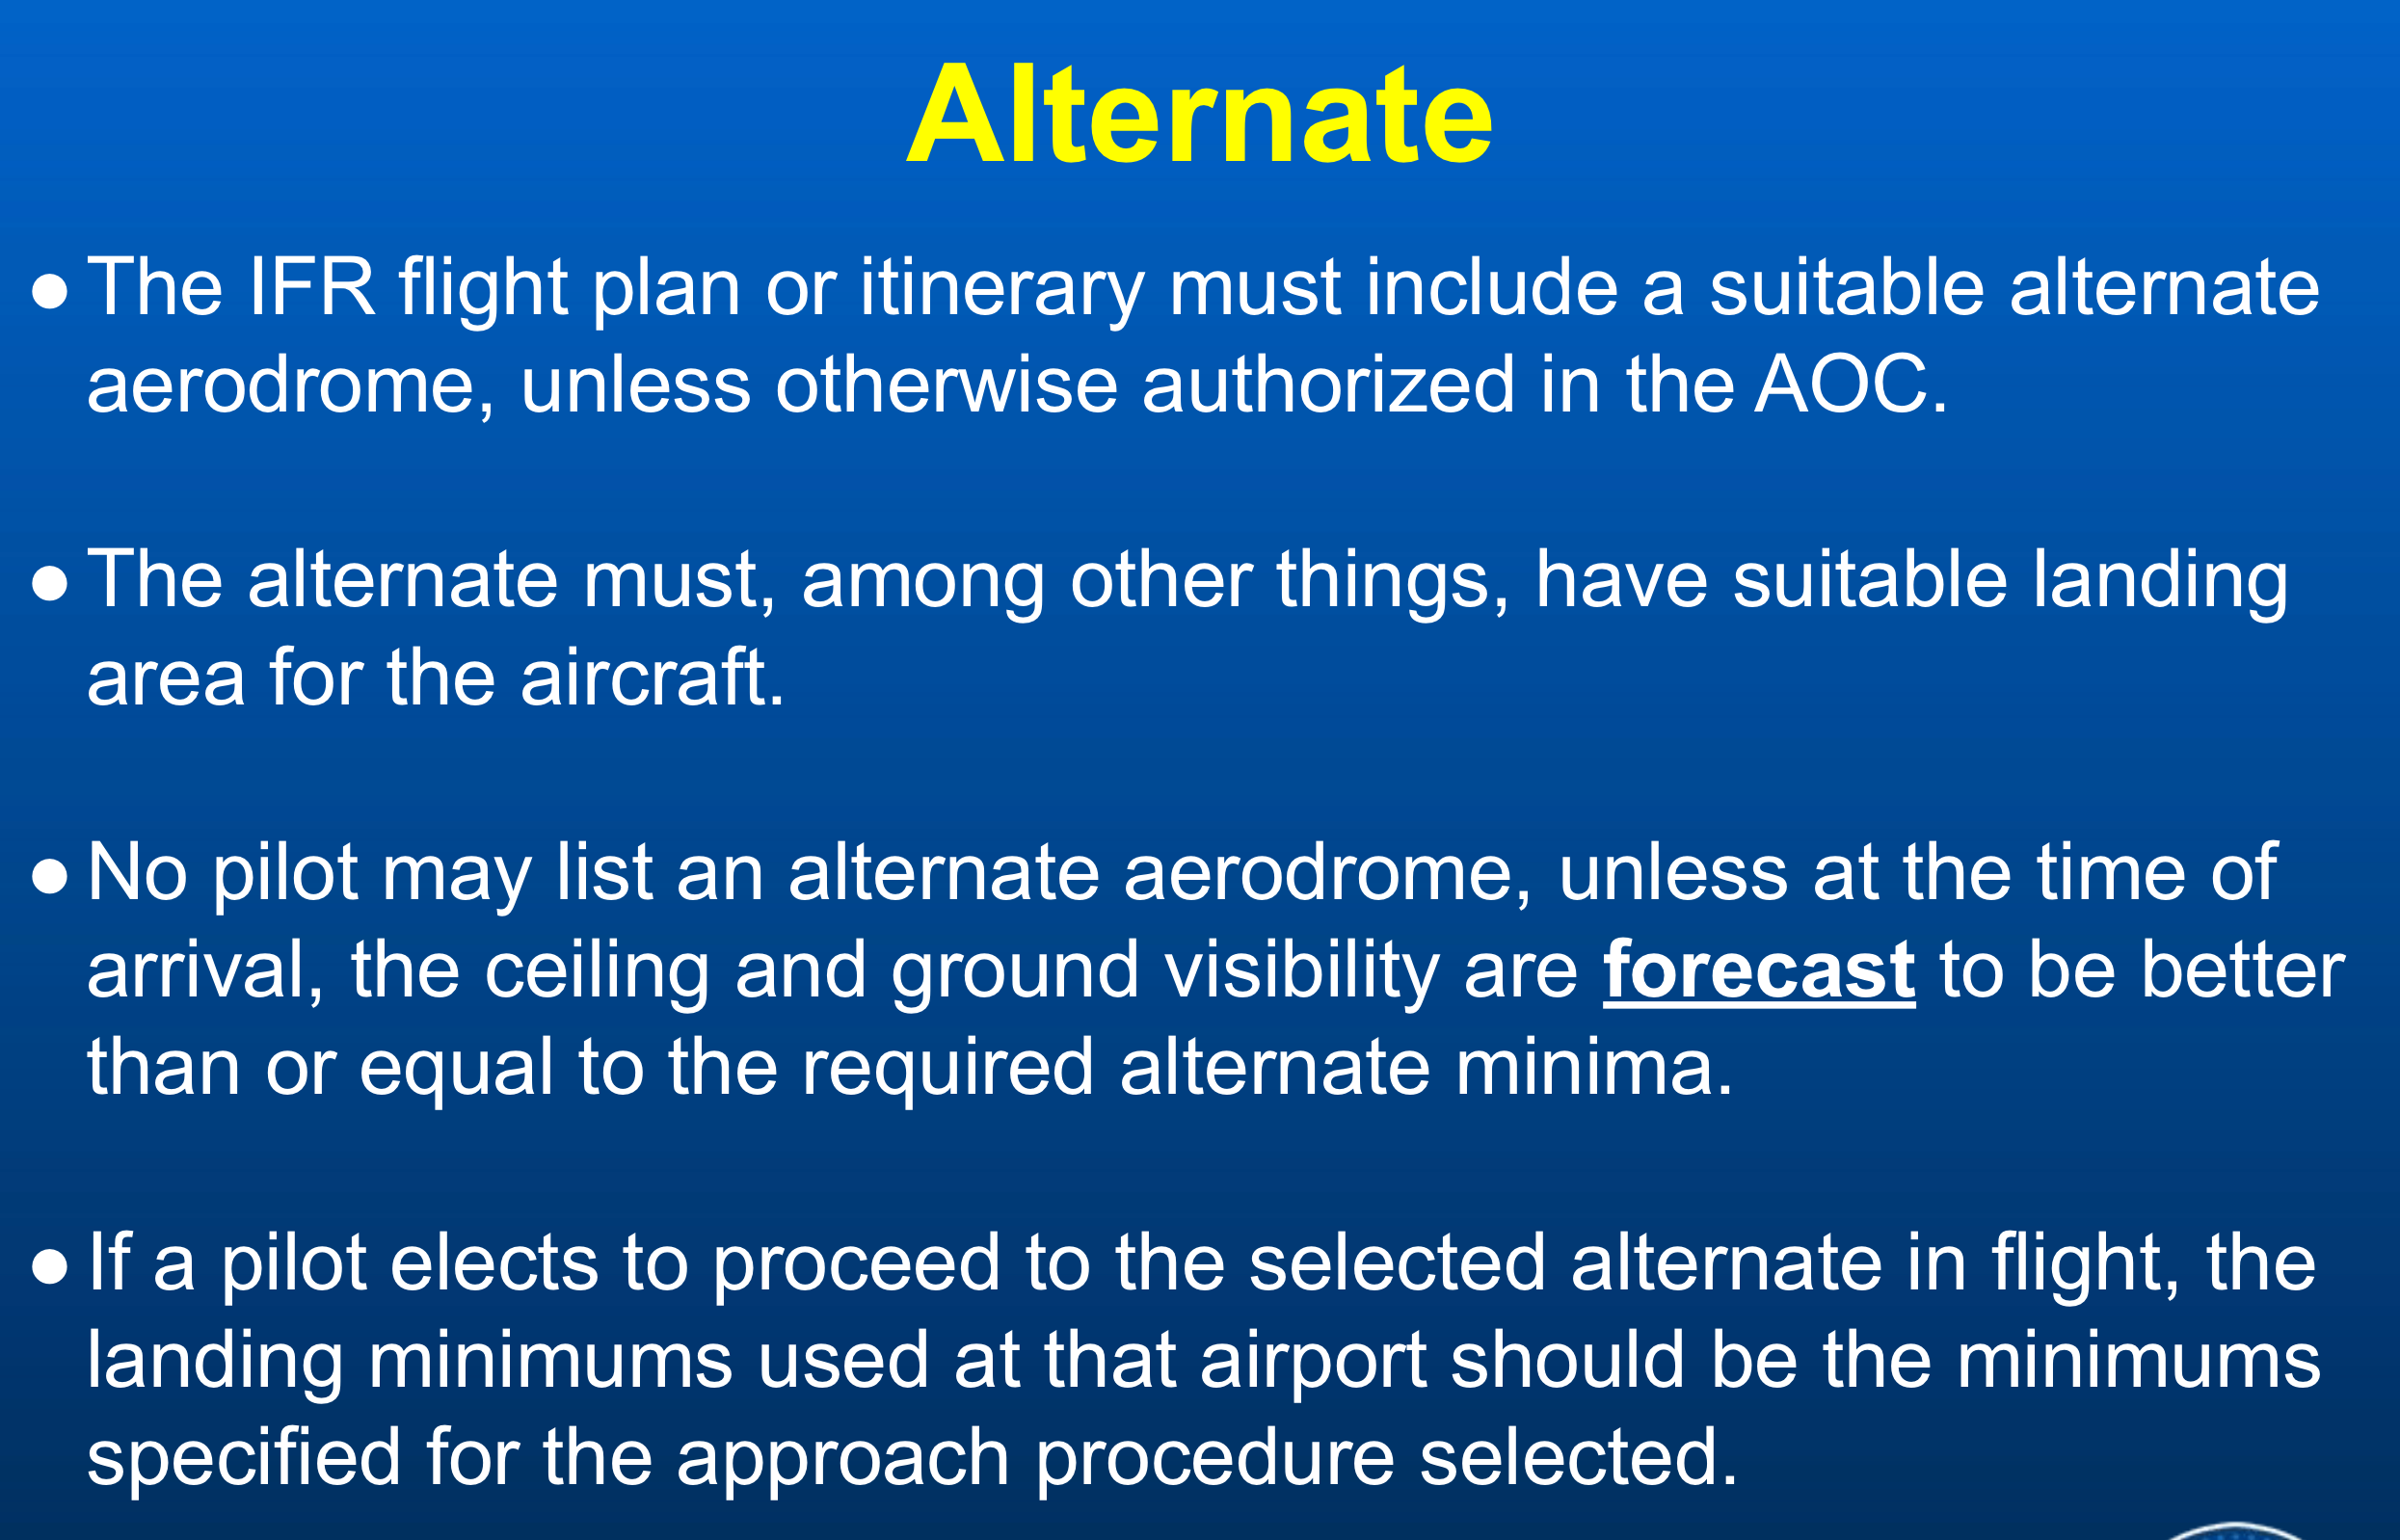 Alternate
● The IFR flight plan or itinerary must include a suitable alternate
aerodrome, unless otherwise authorized in the AOC.
● The alternate must, among other things, have suitable landing
area for the aircraft.
● No pilot may list an alternate aerodrome, unless at the time of
arrival, the ceiling and ground visibility are forecast to be better
than or equal to the required alternate minima.
● If a pilot elects to proceed to the selected alternate in flight, the
landing minimums used at that airport should be the minimums
specified for the approach procedure selected.